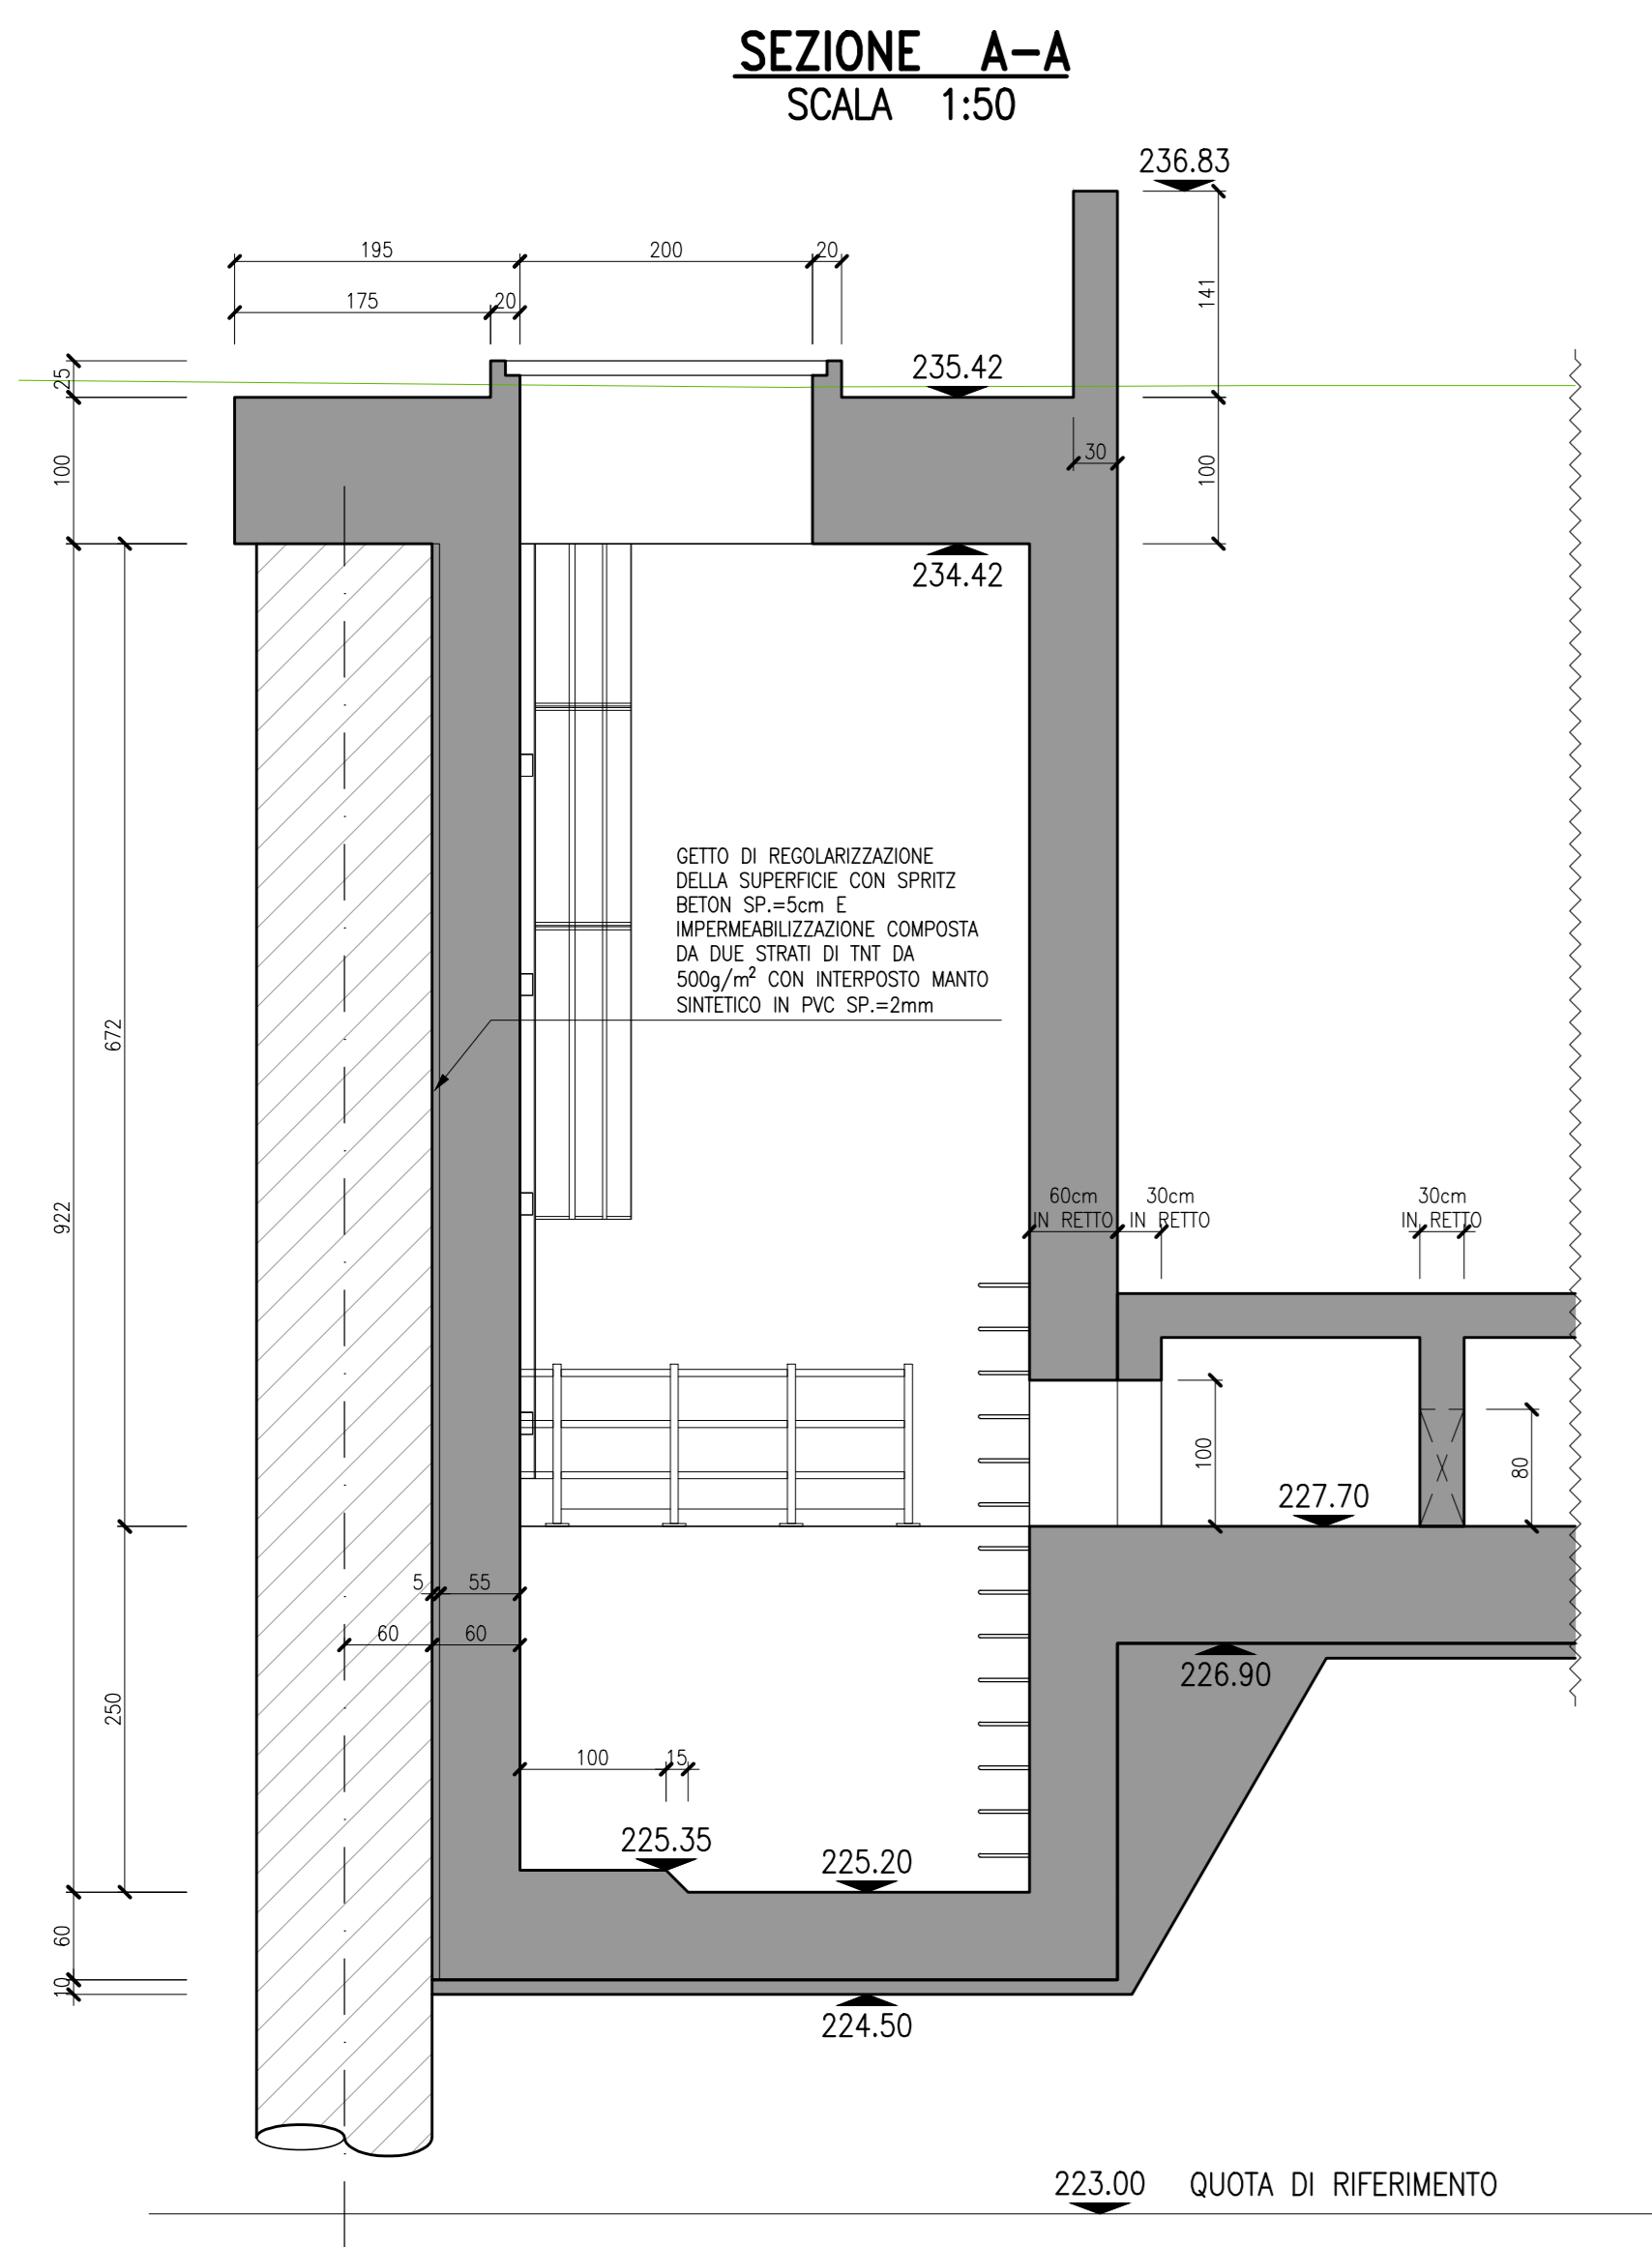 SEZIONE A-A
SCALA 1:50
236.83
195
200
20
175
20
141
25
235.42
100
30
100
234.42
GETTO DI REGOLARIZZAZIONE
DELLA SUPERFICIE CON SPRITZ
BETON SP.=5cm E
IMPERMEABILIZZAZIONE COMPOSTA
DA DUE STRATI DI TNT DA
500g/m² CON INTERPOSTO MANTO
SINTETICO IN PVC SP.=2mm
672
922
60cm
IN RETTO
30cm
IN RETTO
30cm
IN RETTO
100
80
227.70
5
55
60
60
226.90
250
100
15
225.35
225.20
60
10
224.50
223.00 QUOTA DI RIFERIMENTO